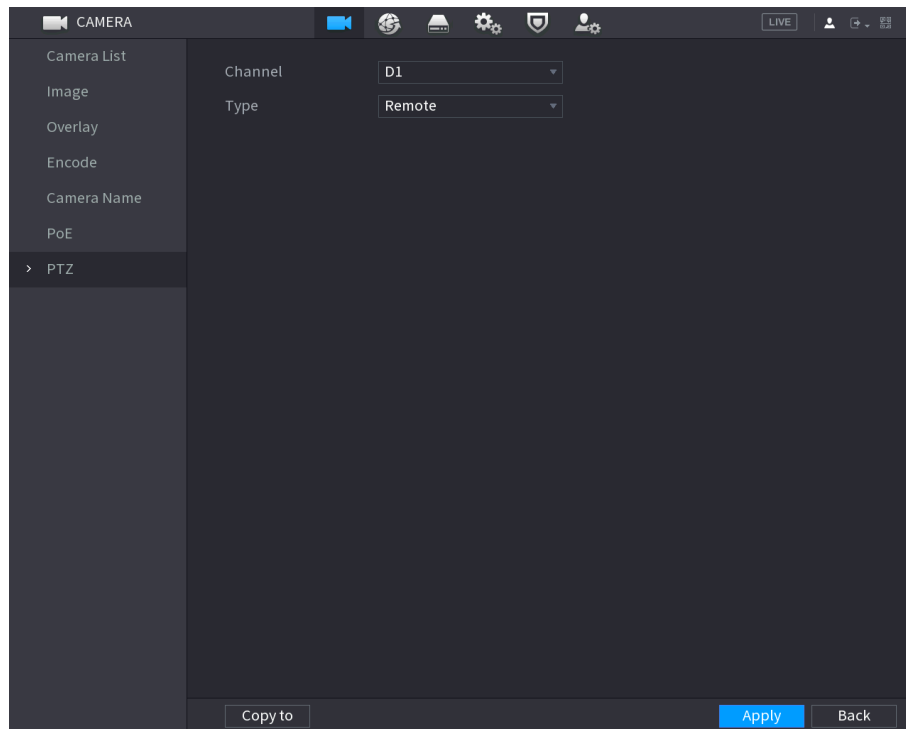 CAMERA
LIVE
Camera List
Image
Overlay
Encode
Camera Name
PoE
PTZ
Channel D1
Type Remote
Copy to
Apply
Back